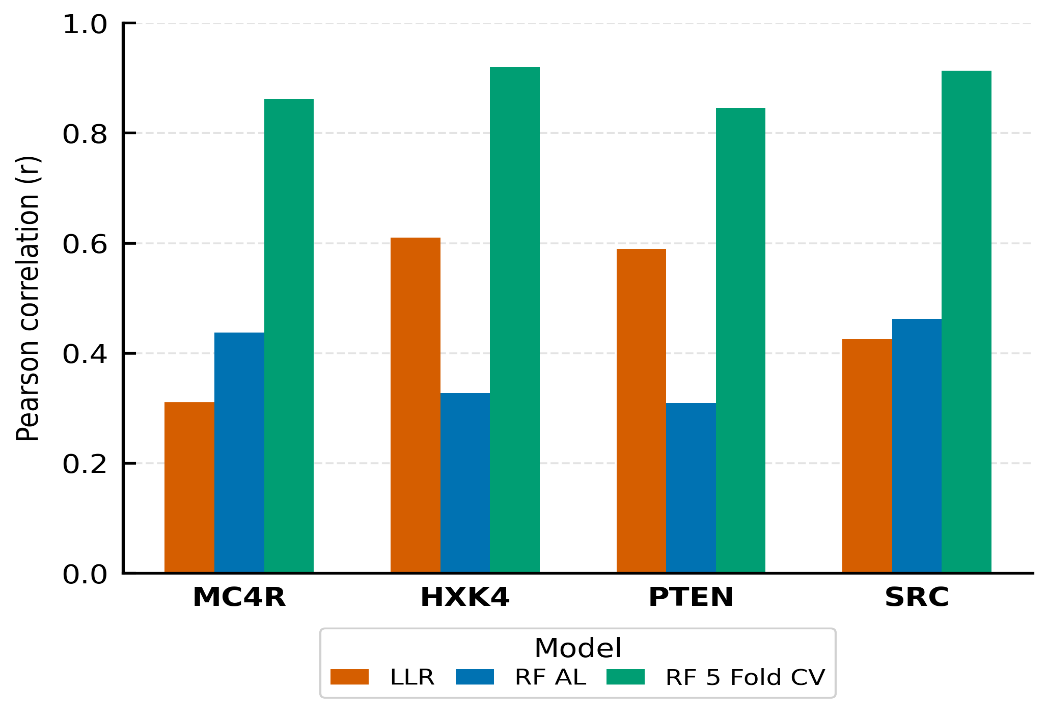 1.0
0.8
0.6
0.4
0.2
0.0
Pearson correlation (r)
MC4R HXK4 PTEN SRC
Model
LLR RF AL RF 5 Fold CV